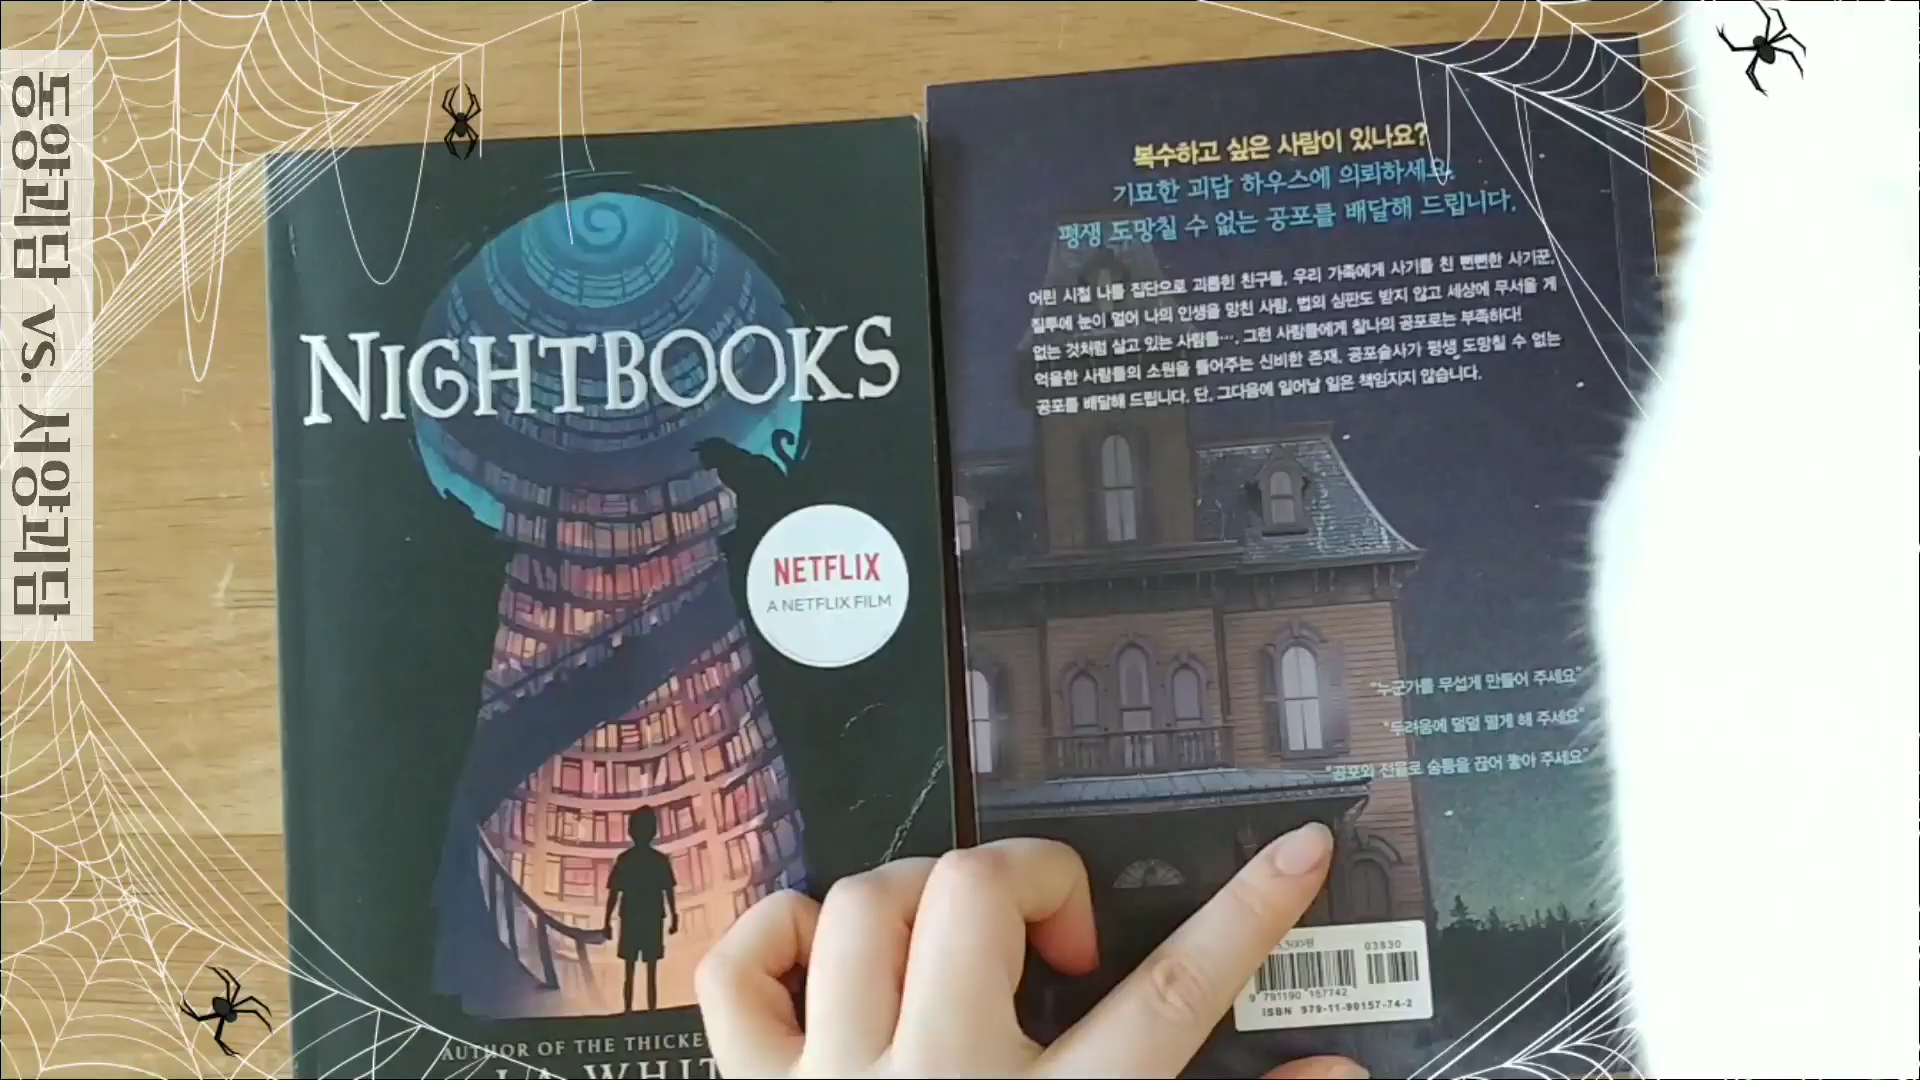 동양괴담 vs. 서양괴담
NIGHTBOOKS
NETFLIX
A NETFLIX FILM
AUTHOR OF THE THICKE
J.A. WHIT
복수하고 싶은 사람이 있나요?
기묘한 괴담 하우스에 의뢰하세요.
평생 도망칠 수 없는 공포를 배달해 드립니다.
어린 시절 나를 집단으로 괴롭힌 친구들, 우리 가족에게 사기를 친 뻔뻔한 사기꾼,
질투에 눈이 멀어 나의 인생을 망친 사람, 법의 심판도 받지 않고 세상에 무서울 게
없는 것처럼 살고 있는 사람들…. 그런 사람들에게 찰나의 공포로는 부족하다!
억울한 사람들의 소원을 들어주는 신비한 존재, 공포술사가 평생 도망칠 수 없는
공포를 배달해 드립니다. 단, 그다음에 일어날 일은 책임지지 않습니다.
"누군가를 무섭게 만들어 주세요"
"두려움에 덜덜 떨게 해 주세요"
"공포와 전율로 숨통을 끊어 놓아 주세요"
5,500원
03830
9 791190 157742
ISBN 979-11-90157-74-2